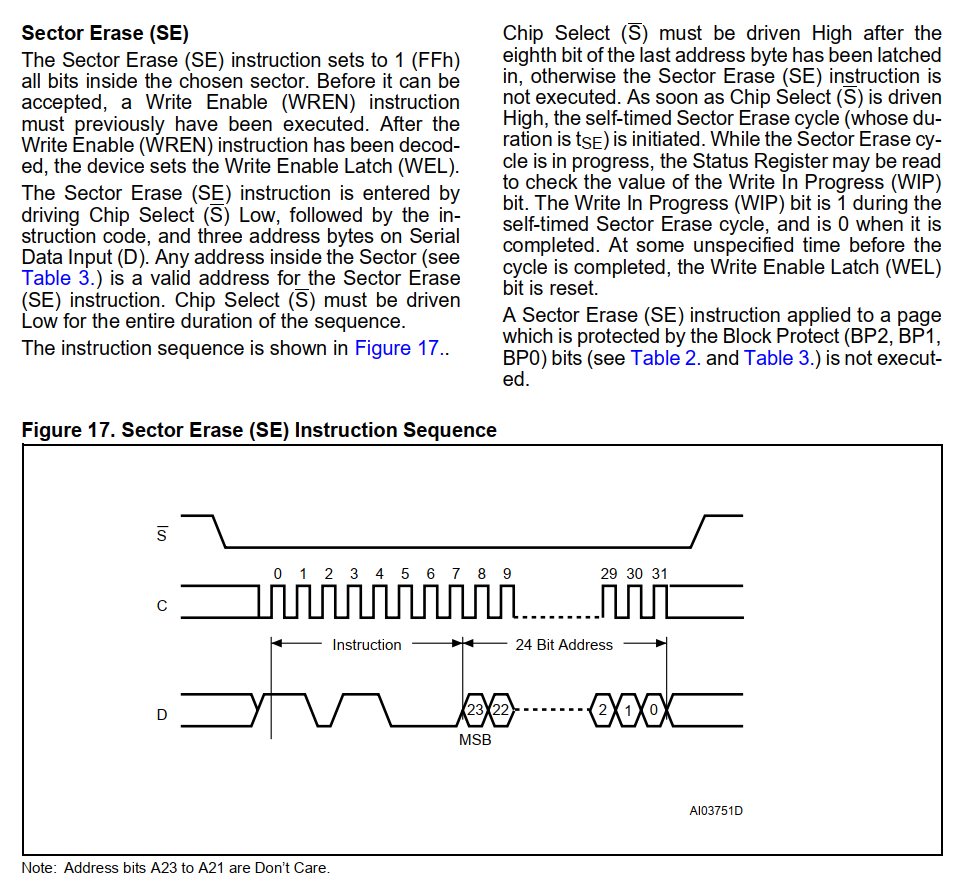 Sector Erase (SE)
The Sector Erase (SE) instruction sets to 1 (FFh)
all bits inside the chosen sector. Before it can be
accepted, a Write Enable (WREN) instruction
must previously have been executed. After the
Write Enable (WREN) instruction has been decod-
ed, the device sets the Write Enable Latch (WEL).
The Sector Erase (SE) instruction is entered by
driving Chip Select (S̅) Low, followed by the in-
struction code, and three address bytes on Serial
Data Input (D). Any address inside the Sector (see
Table 3.) is a valid address for the Sector Erase
(SE) instruction. Chip Select (S̅) must be driven
Low for the entire duration of the sequence.
The instruction sequence is shown in Figure 17..
Chip Select (S̅) must be driven High after the
eighth bit of the last address byte has been latched
in, otherwise the Sector Erase (SE) instruction is
not executed. As soon as Chip Select (S̅) is driven
High, the self-timed Sector Erase cycle (whose du-
ration is tSE) is initiated. While the Sector Erase cy-
cle is in progress, the Status Register may be read
to check the value of the Write In Progress (WIP)
bit. The Write In Progress (WIP) bit is 1 during the
self-timed Sector Erase cycle, and is 0 when it is
completed. At some unspecified time before the
cycle is completed, the Write Enable Latch (WEL)
bit is reset.
A Sector Erase (SE) instruction applied to a page
which is protected by the Block Protect (BP2, BP1,
BP0) bits (see Table 2. and Table 3.) is not execut-
ed.
Figure 17. Sector Erase (SE) Instruction Sequence
S̅
0 1 2 3 4 5 6 7 8 9 29 30 31
C
Instruction 24 Bit Address
D 23 22 2 1 0
MSB
AI03751D
Note: Address bits A23 to A21 are Don't Care.